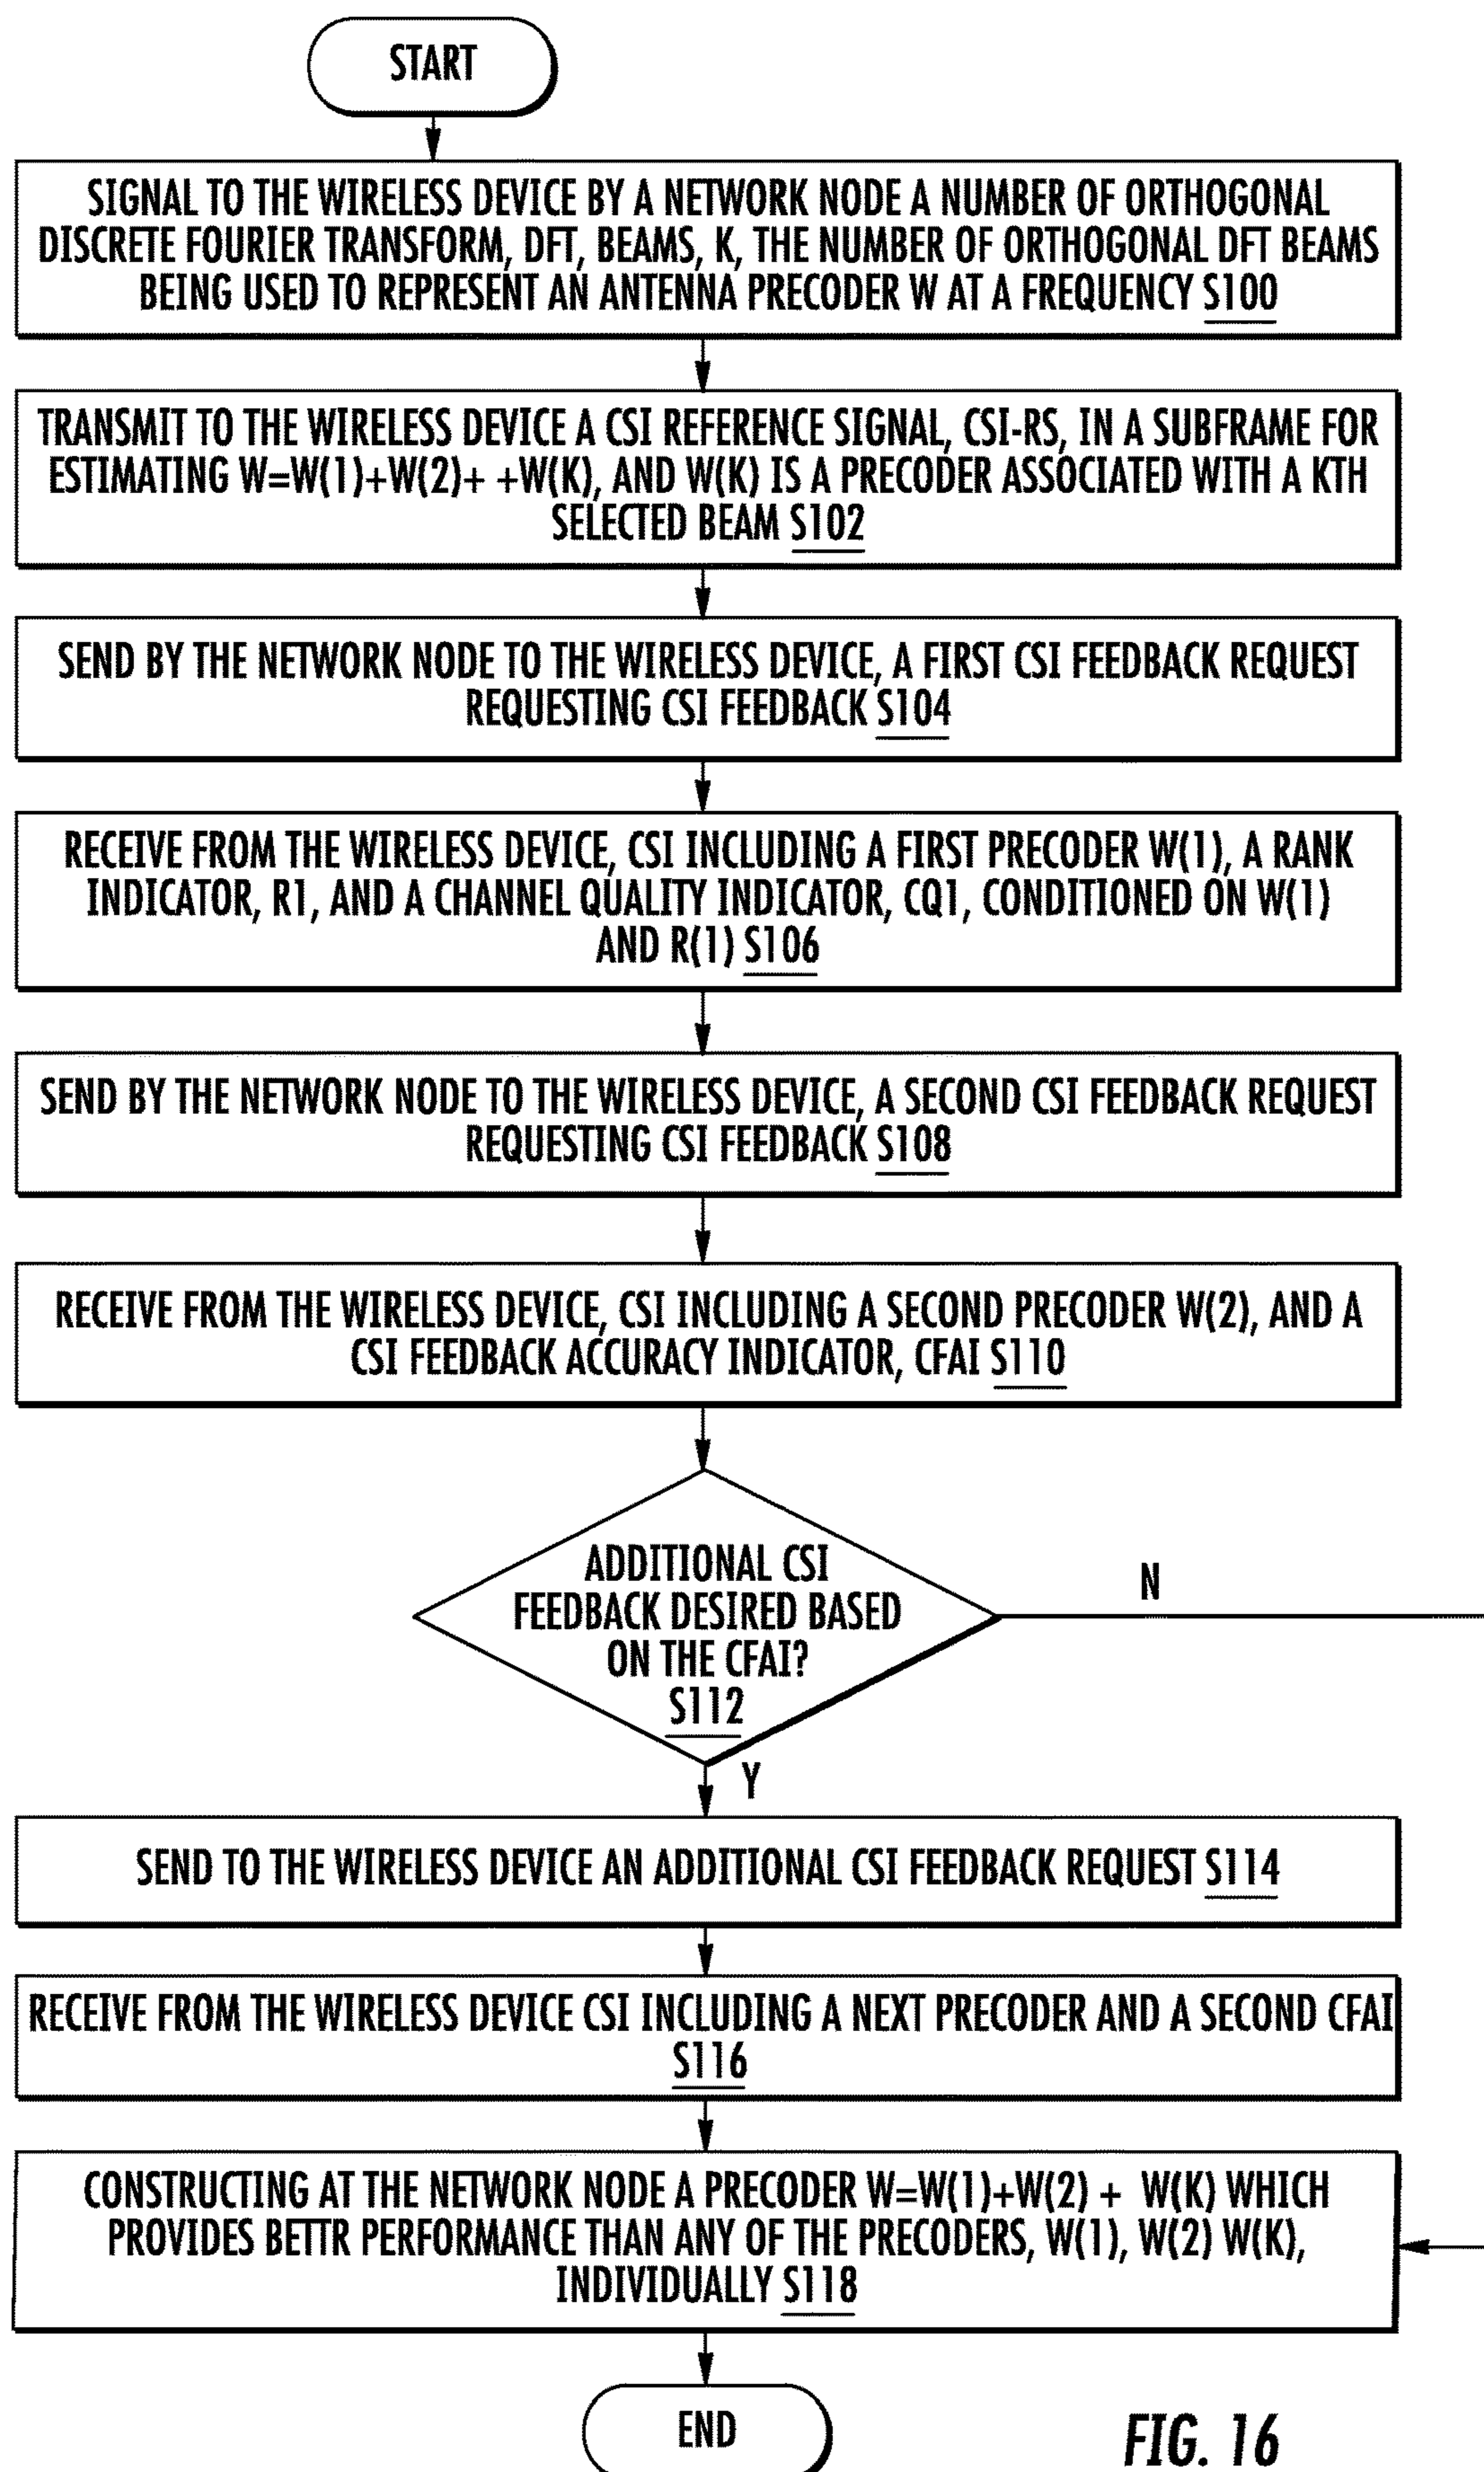 START
SIGNAL TO THE WIRELESS DEVICE BY A NETWORK NODE A NUMBER OF ORTHOGONAL
DISCRETE FOURIER TRANSFORM, DFT, BEAMS, K, THE NUMBER OF ORTHOGONAL DFT BEAMS
BEING USED TO REPRESENT AN ANTENNA PRECODER W AT A FREQUENCY S100
TRANSMIT TO THE WIRELESS DEVICE A CSI REFERENCE SIGNAL, CSI-RS, IN A SUBFRAME FOR
ESTIMATING W=W(1)+W(2)+ +W(K), AND W(K) IS A PRECODER ASSOCIATED WITH A KTH
SELECTED BEAM S102
SEND BY THE NETWORK NODE TO THE WIRELESS DEVICE, A FIRST CSI FEEDBACK REQUEST
REQUESTING CSI FEEDBACK S104
RECEIVE FROM THE WIRELESS DEVICE, CSI INCLUDING A FIRST PRECODER W(1), A RANK
INDICATOR, R1, AND A CHANNEL QUALITY INDICATOR, CQ1, CONDITIONED ON W(1)
AND R(1) S106
SEND BY THE NETWORK NODE TO THE WIRELESS DEVICE, A SECOND CSI FEEDBACK REQUEST
REQUESTING CSI FEEDBACK S108
RECEIVE FROM THE WIRELESS DEVICE, CSI INCLUDING A SECOND PRECODER W(2), AND A
CSI FEEDBACK ACCURACY INDICATOR, CFAI S110
ADDITIONAL CSI
FEEDBACK DESIRED BASED
ON THE CFAI?
S112
N
Y
SEND TO THE WIRELESS DEVICE AN ADDITIONAL CSI FEEDBACK REQUEST S114
RECEIVE FROM THE WIRELESS DEVICE CSI INCLUDING A NEXT PRECODER AND A SECOND CFAI
S116
CONSTRUCTING AT THE NETWORK NODE A PRECODER W=W(1)+W(2) + W(K) WHICH
PROVIDES BETTR PERFORMANCE THAN ANY OF THE PRECODERS, W(1), W(2) W(K),
INDIVIDUALLY S118
END
FIG. 16